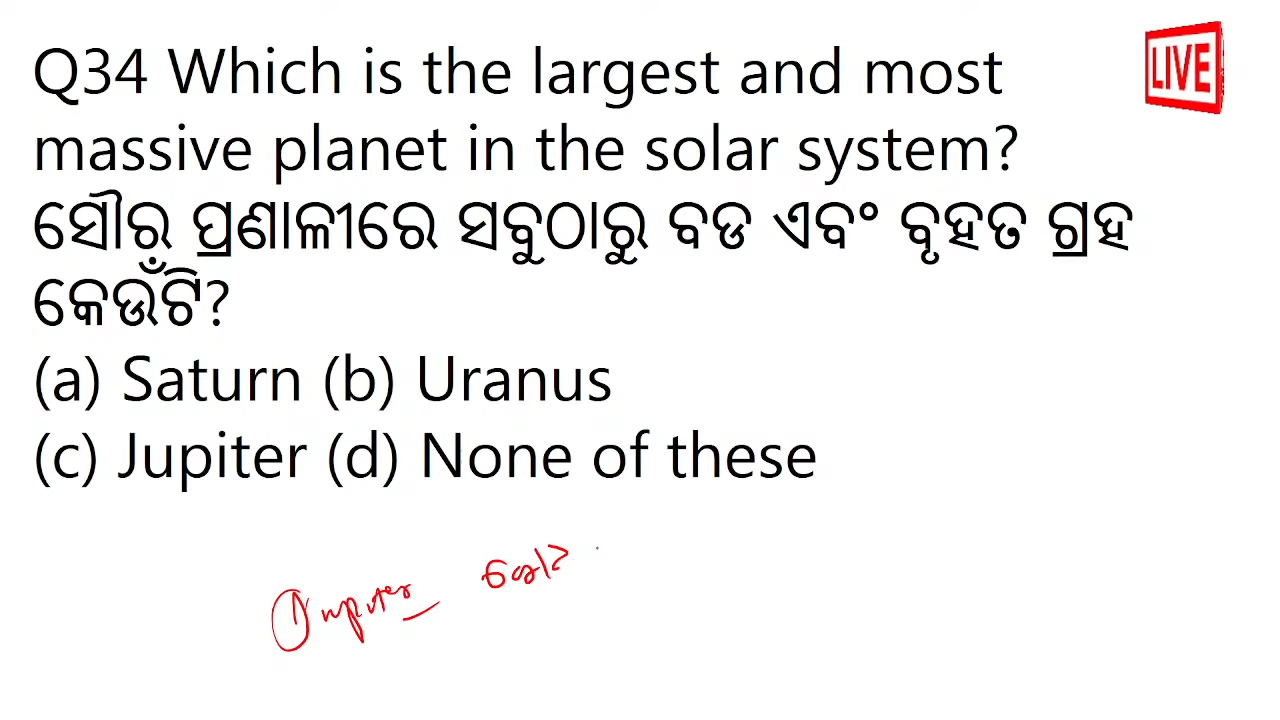 Q34 Which is the largest and most
LIVE
massive planet in the solar system?
ସୌର ପ୍ରଣାଳୀରେ ସବୁଠାରୁ ବଡ ଏବଂ ବୃହତ ଗ୍ରହ
କେଉଁଟି?
(a) Saturn (b) Uranus
(c) Jupiter (d) None of these
Jupiter